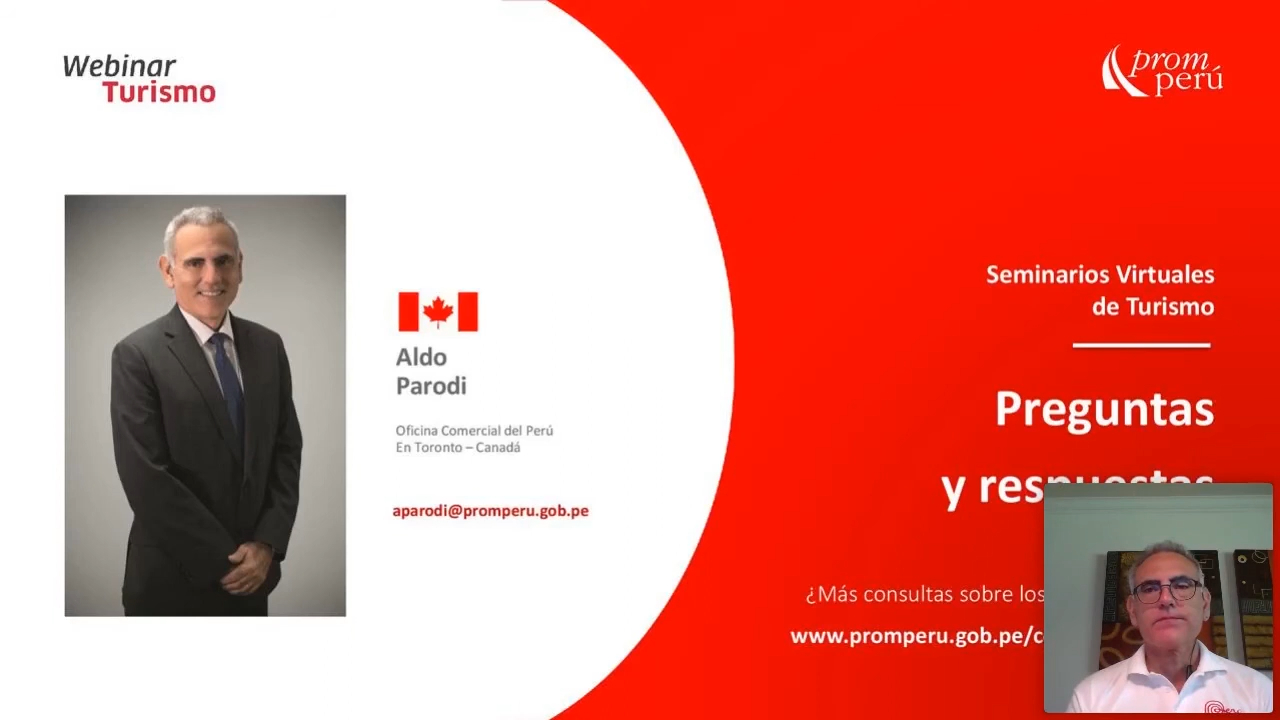 Webinar
Turismo
prom
perú
Aldo
Parodi
Oficina Comercial del Perú
En Toronto – Canadá
aparodi@promperu.gob.pe
Seminarios Virtuales
de Turismo
Preguntas
y respuestas
¿Más consultas sobre los
www.promperu.gob.pe/c